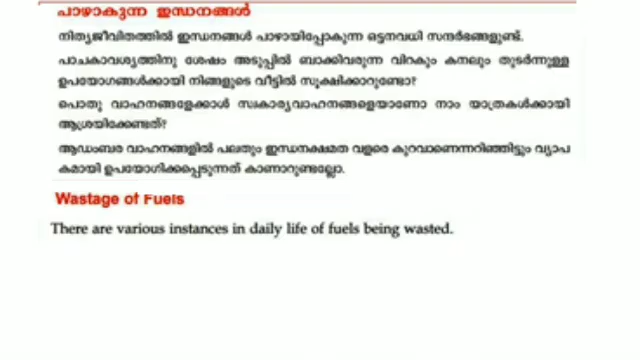 പാഴാകുന്ന ഇന്ധനങ്ങൾ
നിത്യജീവിതത്തിൽ ഇന്ധനങ്ങൾ പാഴായിപ്പോകുന്ന ഒട്ടനവധി സന്ദർഭങ്ങളുണ്ട്.
പാചകാവശ്യത്തിനു ശേഷം അടുപ്പിൽ ബാക്കിവരുന്ന വിറകും കനലും തുടർന്നുള്ള
ഉപയോഗങ്ങൾക്കായി നിങ്ങളുടെ വീട്ടിൽ സൂക്ഷിക്കാറുണ്ടോ?
പൊതു വാഹനങ്ങളേക്കാൾ സ്വകാര്യവാഹനങ്ങളെയാണോ നാം യാത്രകൾക്കായി
ആശ്രയിക്കേണ്ടത്?
ആഡംബര വാഹനങ്ങളിൽ പലതും ഇന്ധനക്ഷമത വളരെ കുറവാണെന്നറിഞ്ഞിട്ടും വ്യാപ
കമായി ഉപയോഗിക്കപ്പെടുന്നത് കാണാറുണ്ടല്ലോ.
Wastage of Fuels
There are various instances in daily life of fuels being wasted.